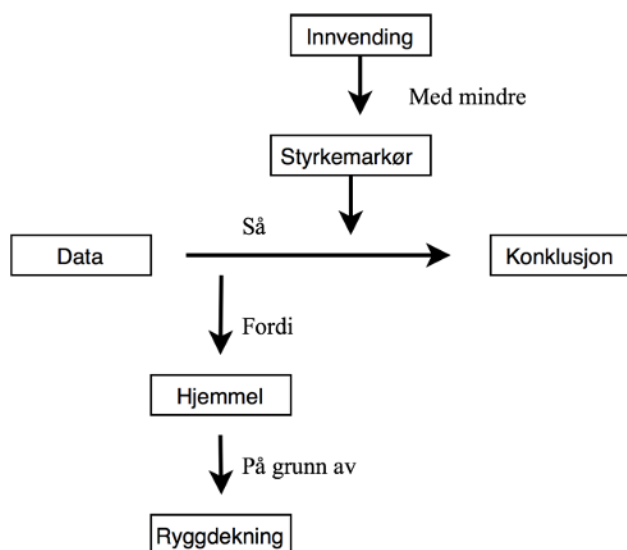 Innvending
Med mindre
Styrkemarkør
Så
Data
Konklusjon
Fordi
Hjemmel
På grunn av
Ryggdekning